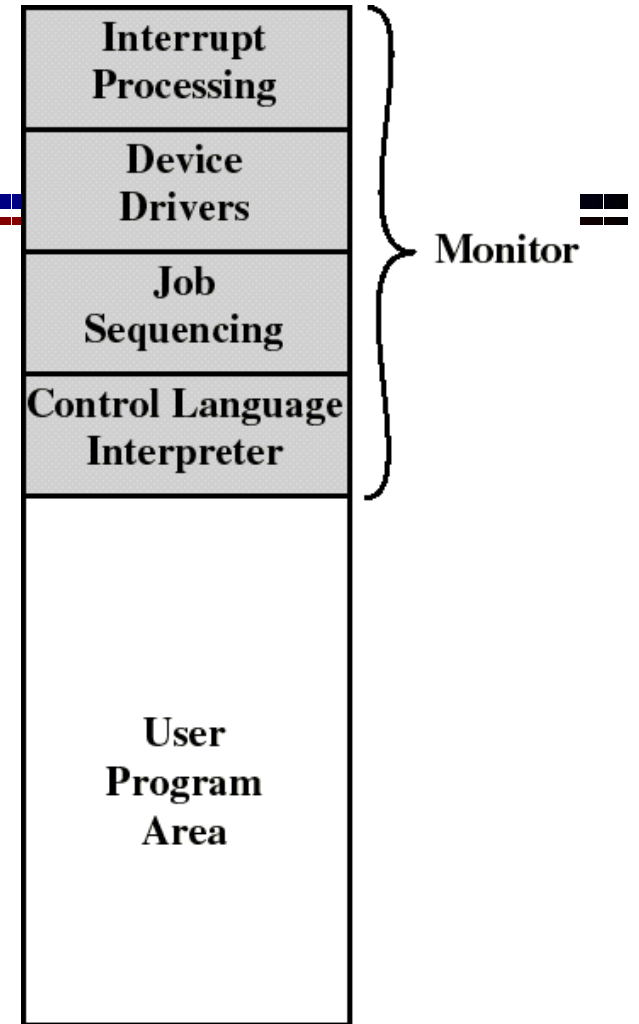 Interrupt
Processing
Device
Drivers
Monitor
Job
Sequencing
Control Language
Interpreter
User
Program
Area